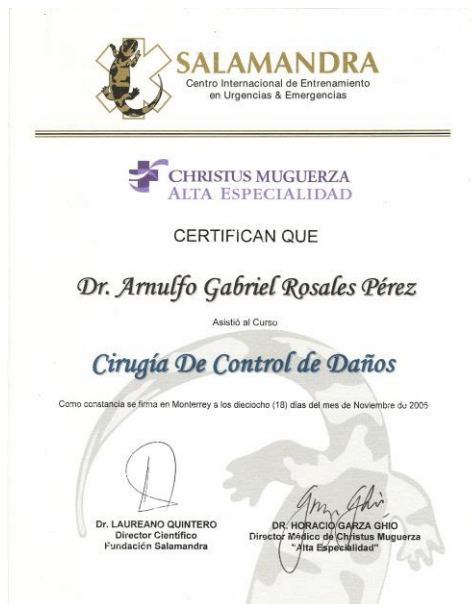 SALAMANDRA
Centro Internacional de Entrenamiento
en Urgencias & Emergencias
CHRISTUS MUGUERZA
ALTA ESPECIALIDAD
CERTIFICAN QUE
Dr. Arnulfo Gabriel Rosales Pérez
Asistió al Curso
Cirugía De Control de Daños
Como constancia se firma en Monterrey a los dieciocho (18) días del mes de Noviembre de 2005
Dr. LAUREANO QUINTERO
Director Científico
Fundación Salamandra
DR. HORACIO GARZA GHIO
Director Médico de Christus Muguerza
"Alta Especialidad"